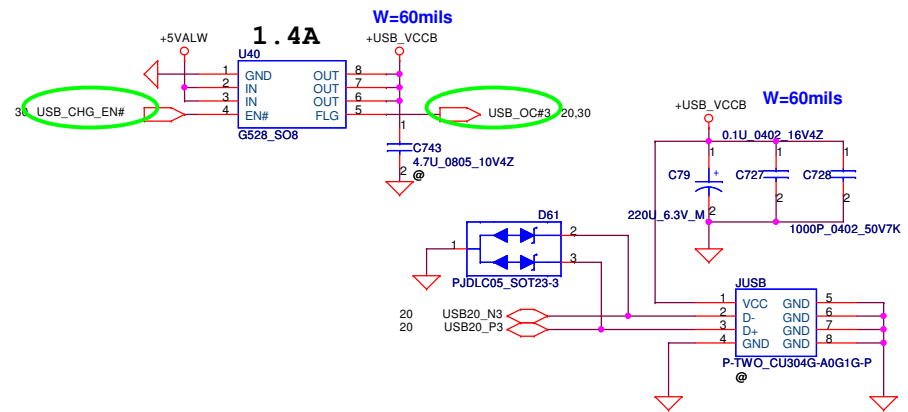 W=60mils
+5VALW
1.4A
+USB_VCCB
U40
1 GND OUT 8
2 IN OUT 7
3 IN OUT 6
4 EN# FLG 5
30 USB_CHG_EN#
USB_OC#3 20,30
G528_SO8
1
C743
4.7U_0805_10V4Z
2
@
+USB_VCCB
W=60mils
0.1U_0402_16V4Z
1 1 1
C79 + C727 C728
2 2 2
220U_6.3V_M
1000P_0402_50V7K
D61
1
2
3
PJDLC05_SOT23-3
JUSB
20 USB20_N3
20 USB20_P3
1 VCC GND 5
2 D- GND 6
3 D+ GND 7
4 GND GND 8
P-TWO_CU304G-A0G1G-P
@